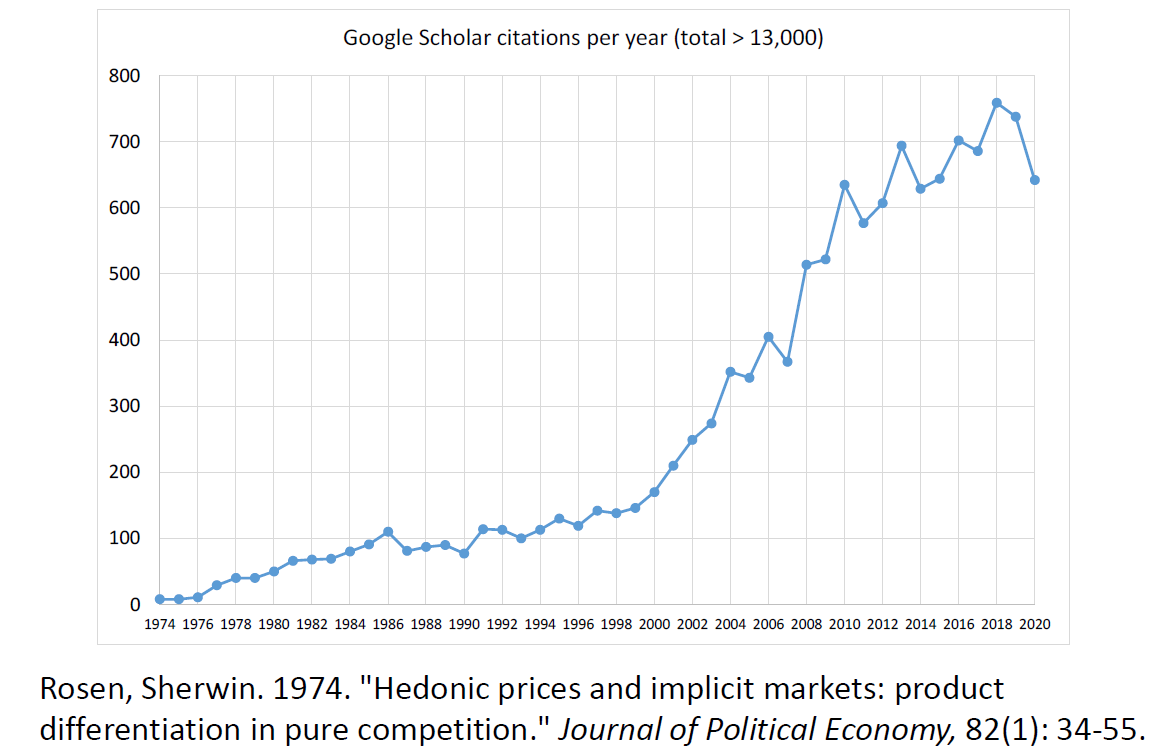 Google Scholar citations per year (total > 13,000)
800
700
600
500
400
300
200
100
0
1974 1976 1978 1980 1982 1984 1986 1988 1990 1992 1994 1996 1998 2000 2002 2004 2006 2008 2010 2012 2014 2016 2018 2020
Rosen, Sherwin. 1974. "Hedonic prices and implicit markets: product
differentiation in pure competition." Journal of Political Economy, 82(1): 34-55.